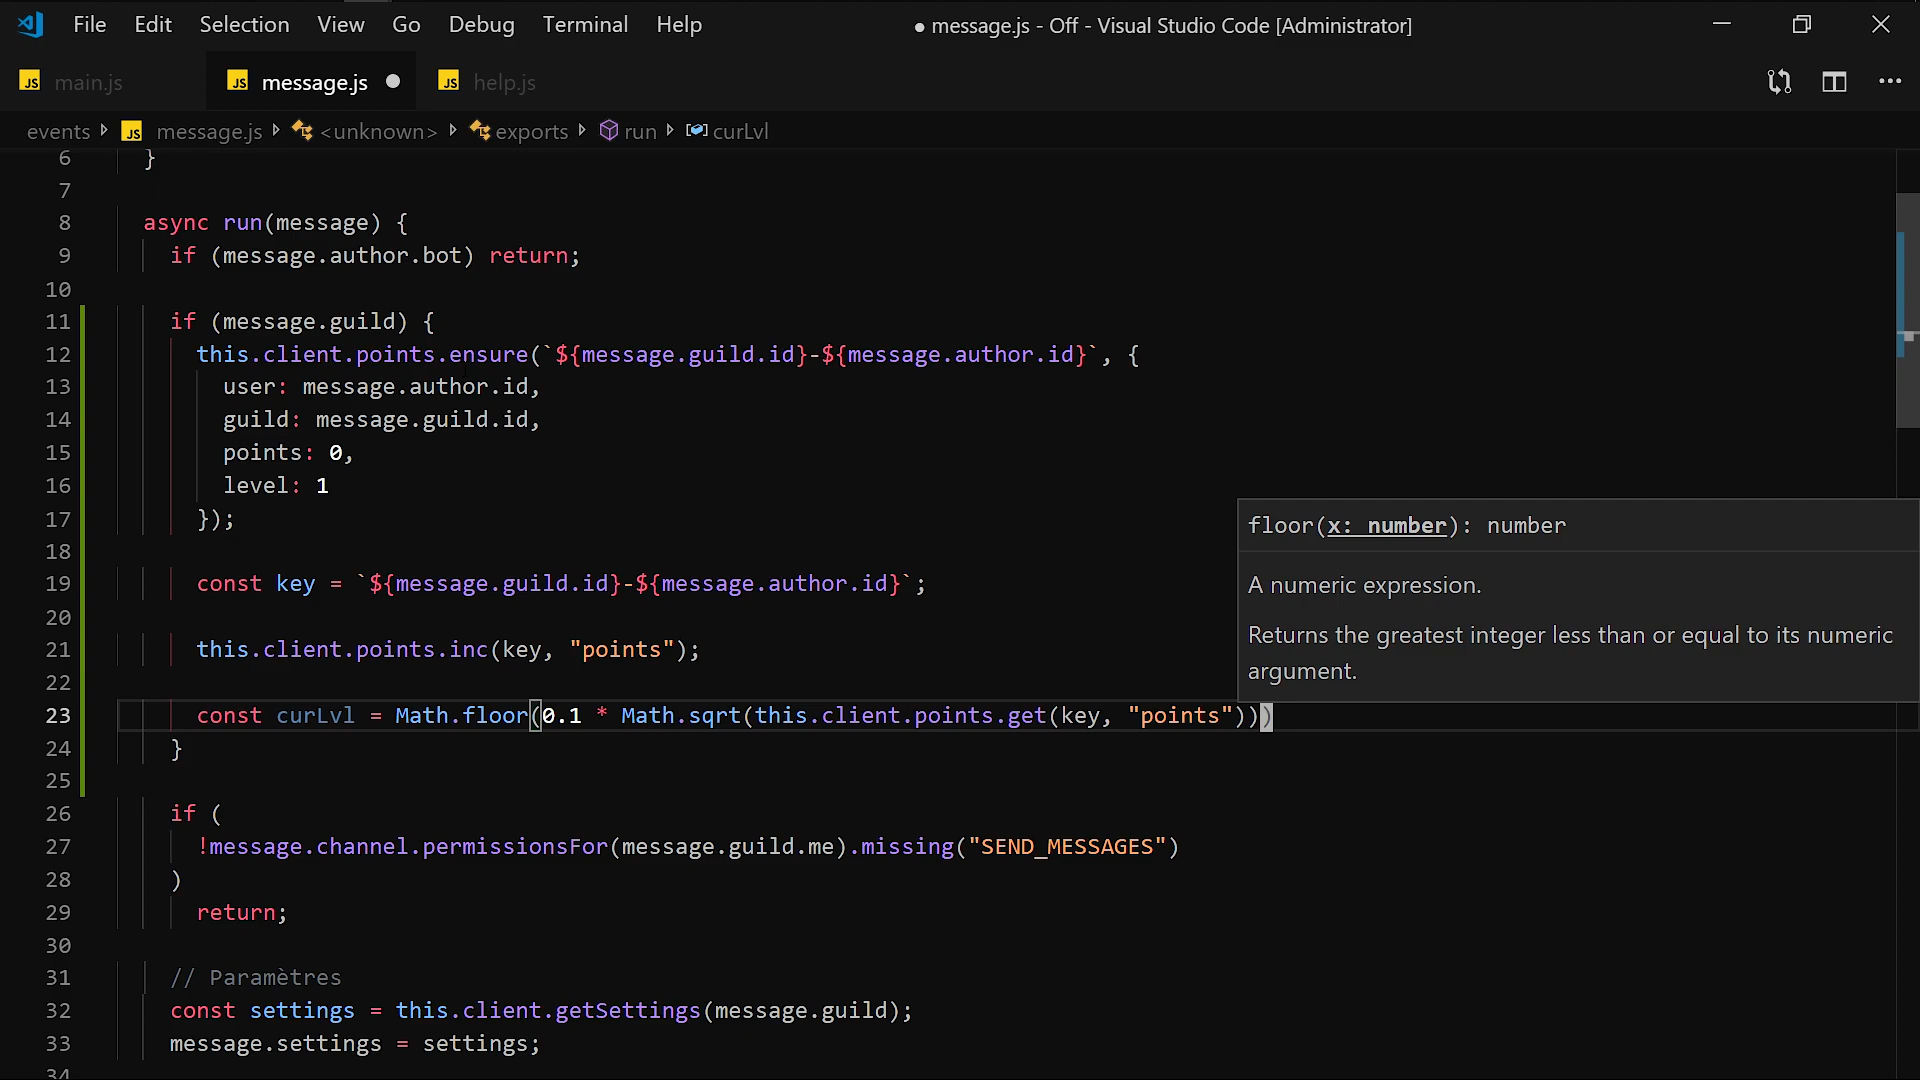 File Edit Selection View Go Debug Terminal Help ● message.js - Off - Visual Studio Code [Administrator]
JS main.js JS message.js ● JS help.js
events JS message.js <unknown> exports run curLvl
6 }
7
8 async run(message) {
9 if (message.author.bot) return;
10
11 if (message.guild) {
12 this.client.points.ensure(`${message.guild.id}-${message.author.id}`, {
13 user: message.author.id,
14 guild: message.guild.id,
15 points: 0,
16 level: 1
17 });
18
19 const key = `${message.guild.id}-${message.author.id}`;
20
21 this.client.points.inc(key, "points");
22
23 const curLvl = Math.floor(0.1 * Math.sqrt(this.client.points.get(key, "points")))
24 }
25
26 if (
27 !message.channel.permissionsFor(message.guild.me).missing("SEND_MESSAGES")
28 )
29 return;
30
31 // Paramètres
32 const settings = this.client.getSettings(message.guild);
33 message.settings = settings;
34
floor(x: number): number
A numeric expression.
Returns the greatest integer less than or equal to its numeric
argument.